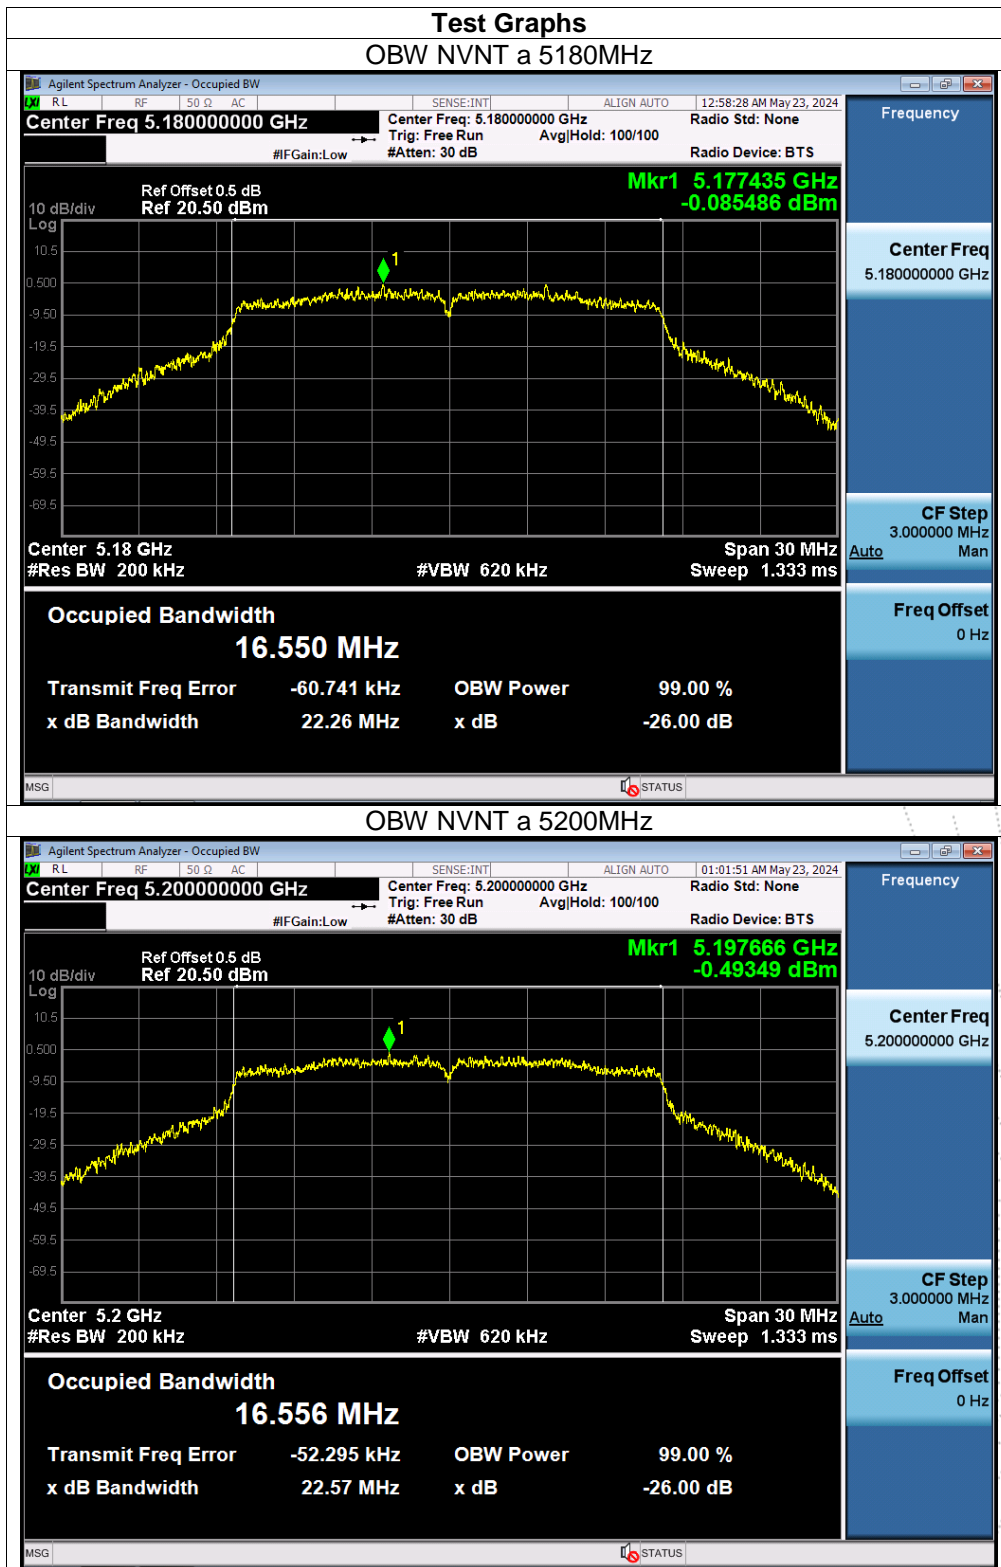 Test Graphs
OBW NVNT a 5180MHz
Agilent Spectrum Analyzer - Occupied BW
LXI RL RF 50 Ω AC SENSE:INT ALIGN AUTO 12:58:28 AM May 23, 2024
Center Freq 5.180000000 GHz
Center Freq: 5.180000000 GHz
Radio Std: None
Trig: Free Run Avg|Hold: 100/100
#IFGain:Low #Atten: 30 dB Radio Device: BTS
Frequency
Mkr1 5.177435 GHz
-0.085486 dBm
Ref Offset 0.5 dB
10 dB/div Ref 20.50 dBm
Log
10.5
0.500
-9.50
-19.5
-29.5
-39.5
-49.5
-59.5
-69.5
1
Center Freq
5.180000000 GHz
Center 5.18 GHz Span 30 MHz
#Res BW 200 kHz #VBW 620 kHz Sweep 1.333 ms
CF Step
3.000000 MHz
Auto Man
Occupied Bandwidth
16.550 MHz
Transmit Freq Error -60.741 kHz OBW Power 99.00 %
x dB Bandwidth 22.26 MHz x dB -26.00 dB
Freq Offset
0 Hz
MSG STATUS
OBW NVNT a 5200MHz
Agilent Spectrum Analyzer - Occupied BW
LXI RL RF 50 Ω AC SENSE:INT ALIGN AUTO 01:01:51 AM May 23, 2024
Center Freq 5.200000000 GHz
Center Freq: 5.200000000 GHz
Radio Std: None
Trig: Free Run Avg|Hold: 100/100
#IFGain:Low #Atten: 30 dB Radio Device: BTS
Frequency
Mkr1 5.197666 GHz
-0.49349 dBm
Ref Offset 0.5 dB
10 dB/div Ref 20.50 dBm
Log
10.5
0.500
-9.50
-19.5
-29.5
-39.5
-49.5
-59.5
-69.5
1
Center Freq
5.200000000 GHz
Center 5.2 GHz Span 30 MHz
#Res BW 200 kHz #VBW 620 kHz Sweep 1.333 ms
CF Step
3.000000 MHz
Auto Man
Occupied Bandwidth
16.556 MHz
Transmit Freq Error -52.295 kHz OBW Power 99.00 %
x dB Bandwidth 22.57 MHz x dB -26.00 dB
Freq Offset
0 Hz
MSG STATUS